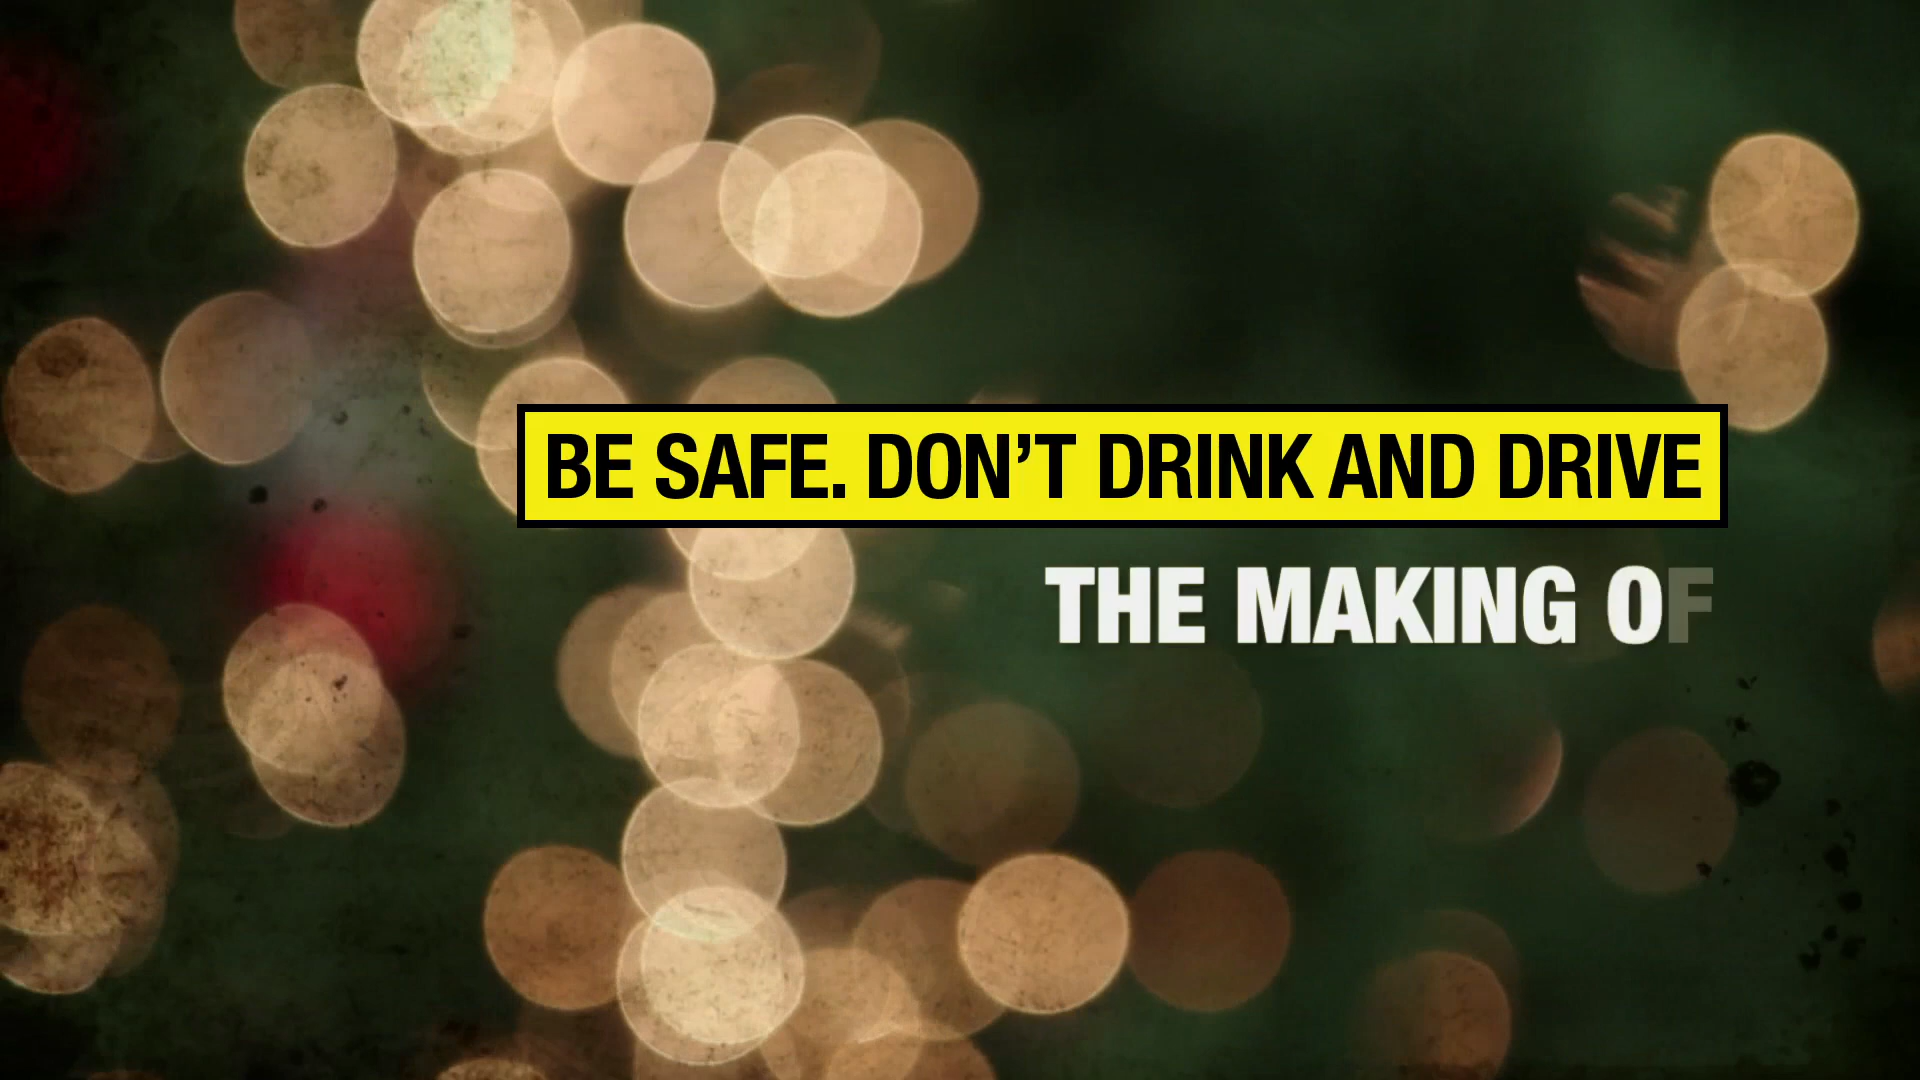 BE SAFE. DON’T DRINK AND DRIVE
THE MAKING OF